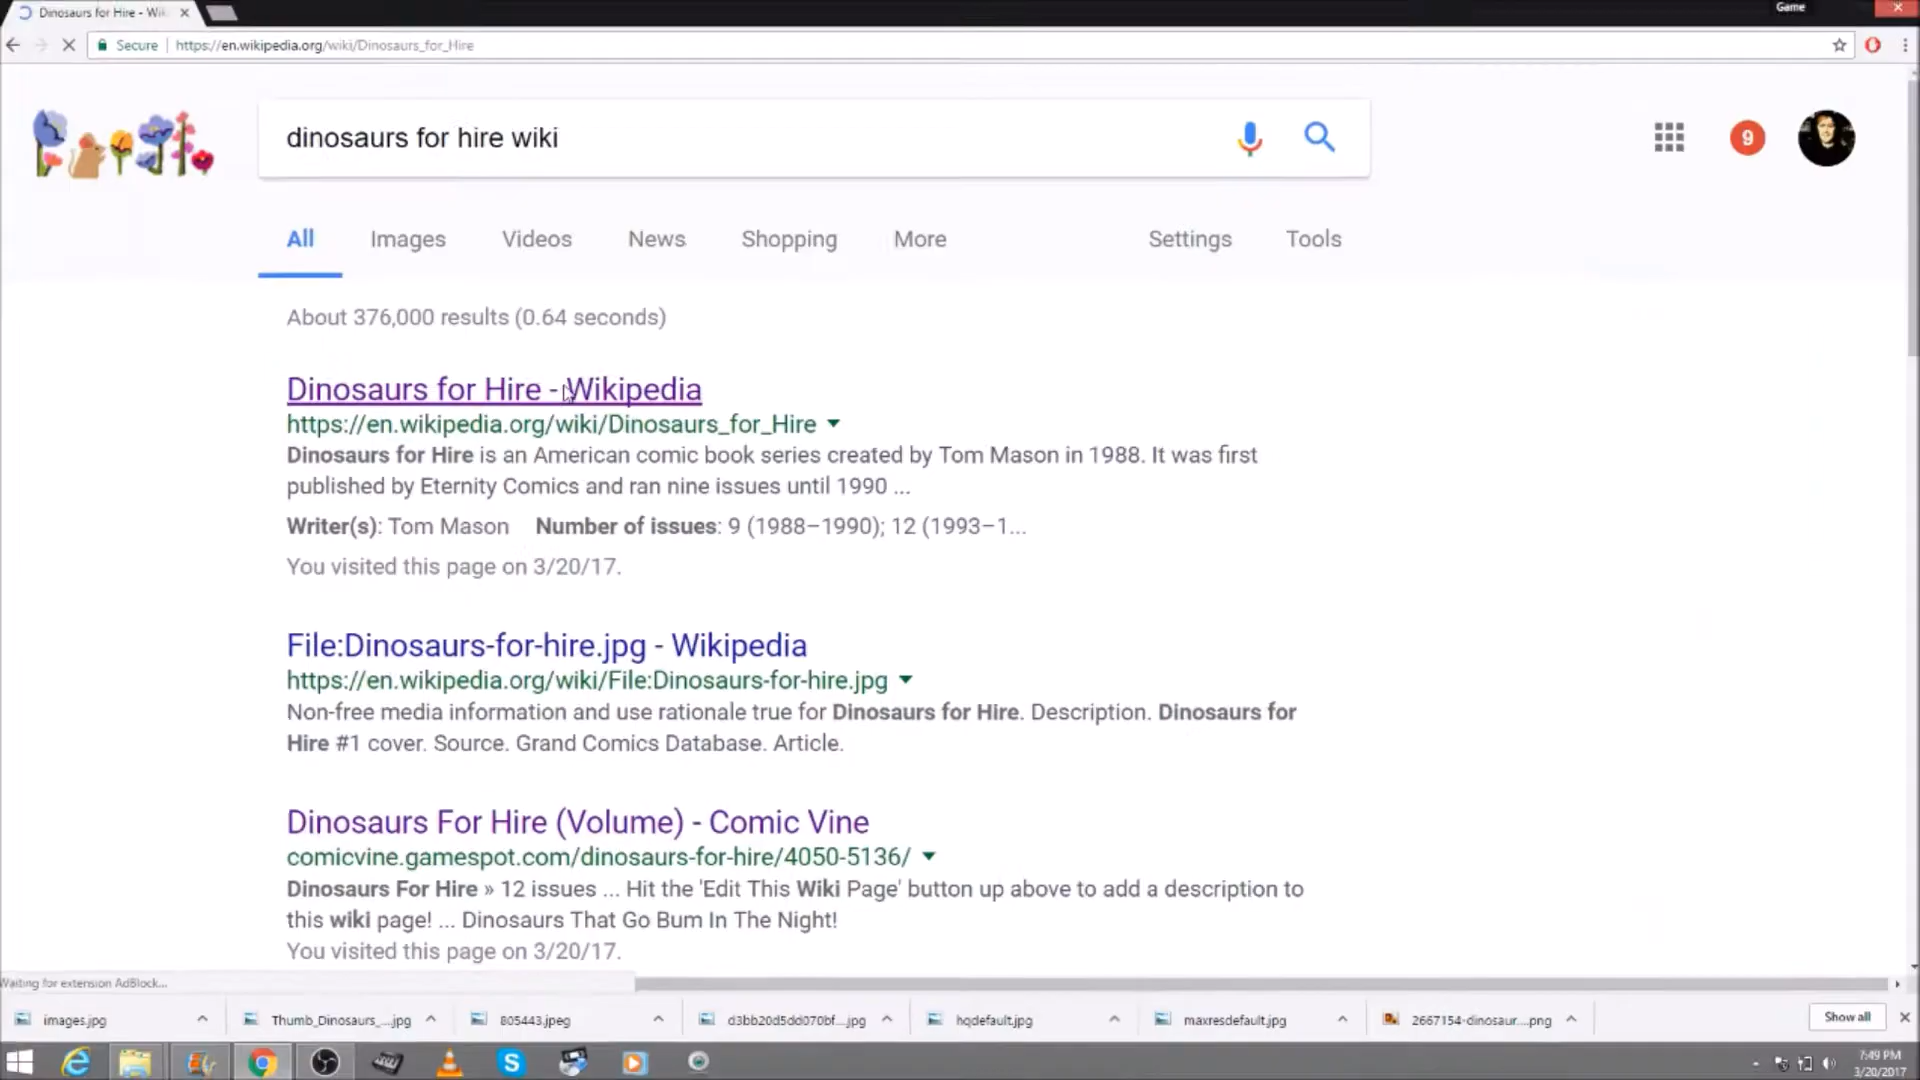 Dinosaurs for Hire - Wiki
Game
Secure
https://en.wikipedia.org/wiki/Dinosaurs_for_Hire
dinosaurs for hire wiki
9
All Images Videos News Shopping More Settings Tools
About 376,000 results (0.64 seconds)
Dinosaurs for Hire - Wikipedia
https://en.wikipedia.org/wiki/Dinosaurs_for_Hire
Dinosaurs for Hire is an American comic book series created by Tom Mason in 1988. It was first
published by Eternity Comics and ran nine issues until 1990 ...
Writer(s): Tom Mason Number of issues: 9 (1988–1990); 12 (1993–1...
You visited this page on 3/20/17.
File:Dinosaurs-for-hire.jpg - Wikipedia
https://en.wikipedia.org/wiki/File:Dinosaurs-for-hire.jpg
Non-free media information and use rationale true for Dinosaurs for Hire. Description. Dinosaurs for
Hire #1 cover. Source. Grand Comics Database. Article.
Dinosaurs For Hire (Volume) - Comic Vine
comicvine.gamespot.com/dinosaurs-for-hire/4050-5136/
Dinosaurs For Hire » 12 issues ... Hit the 'Edit This Wiki Page' button up above to add a description to
this wiki page! ... Dinosaurs That Go Bum In The Night!
You visited this page on 3/20/17.
Waiting for extension AdBlock...
images.jpg Thumb_Dinosaurs_....jpg 805443.jpeg d3bb20d5dd070bf....jpg hqdefault.jpg maxresdefault.jpg 2667154-dinosaur....png Show all
7:49 PM
3/20/2017